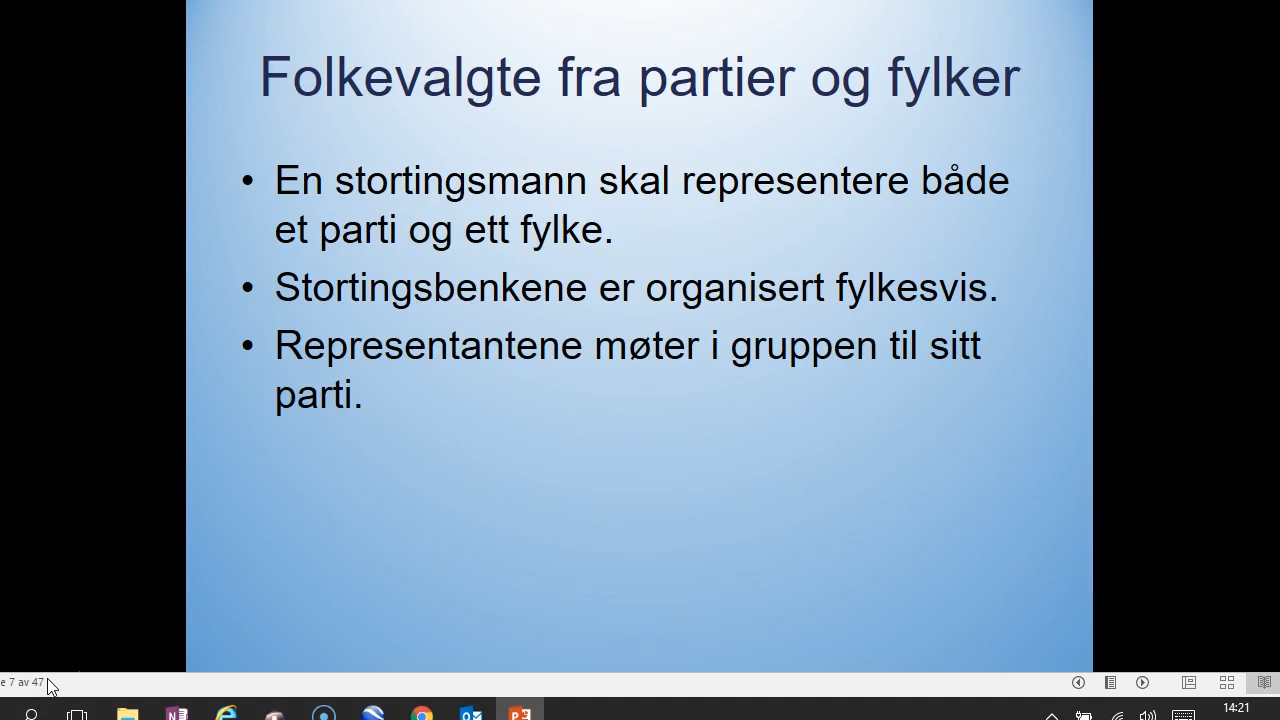 Folkevalgte fra partier og fylker
• En stortingsmann skal representere både
et parti og ett fylke.
• Stortingsbenkene er organisert fylkesvis.
• Representantene møter i gruppen til sitt
parti.
e 7 av 47
14:21